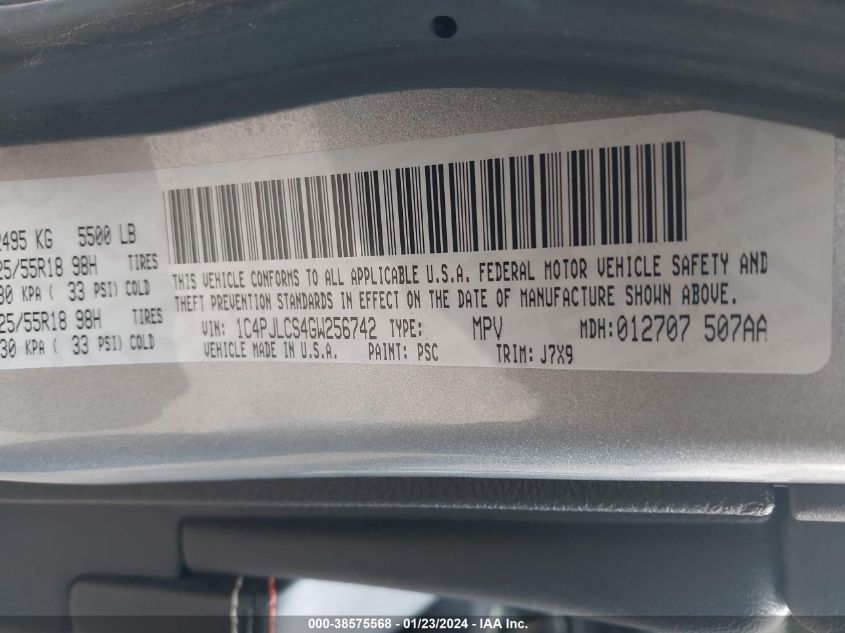 2495 KG 5500 LB
25/55R18 98H TIRES
30 KPA ( 33 PSI) COLD
25/55R18 98H TIRES
30 KPA ( 33 PSI) COLD
THIS VEHICLE CONFORMS TO ALL APPLICABLE U.S.A. FEDERAL MOTOR VEHICLE SAFETY AND
THEFT PREVENTION STANDARDS IN EFFECT ON THE DATE OF MANUFACTURE SHOWN ABOVE.
VIN: 1C4PJLCS4GW256742 TYPE: MPV MDH: 012707 507AA
VEHICLE MADE IN U.S.A. PAINT: PSC TRIM: J7X9
000-38575568 - 01/23/2024 - IAA Inc.